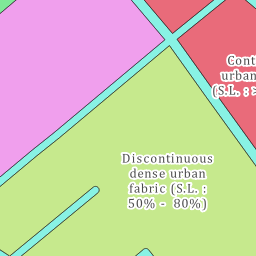 Cont
urban
(S.L. : >
Discontinuous
dense urban
fabric (S.L. :
50% - 80%)